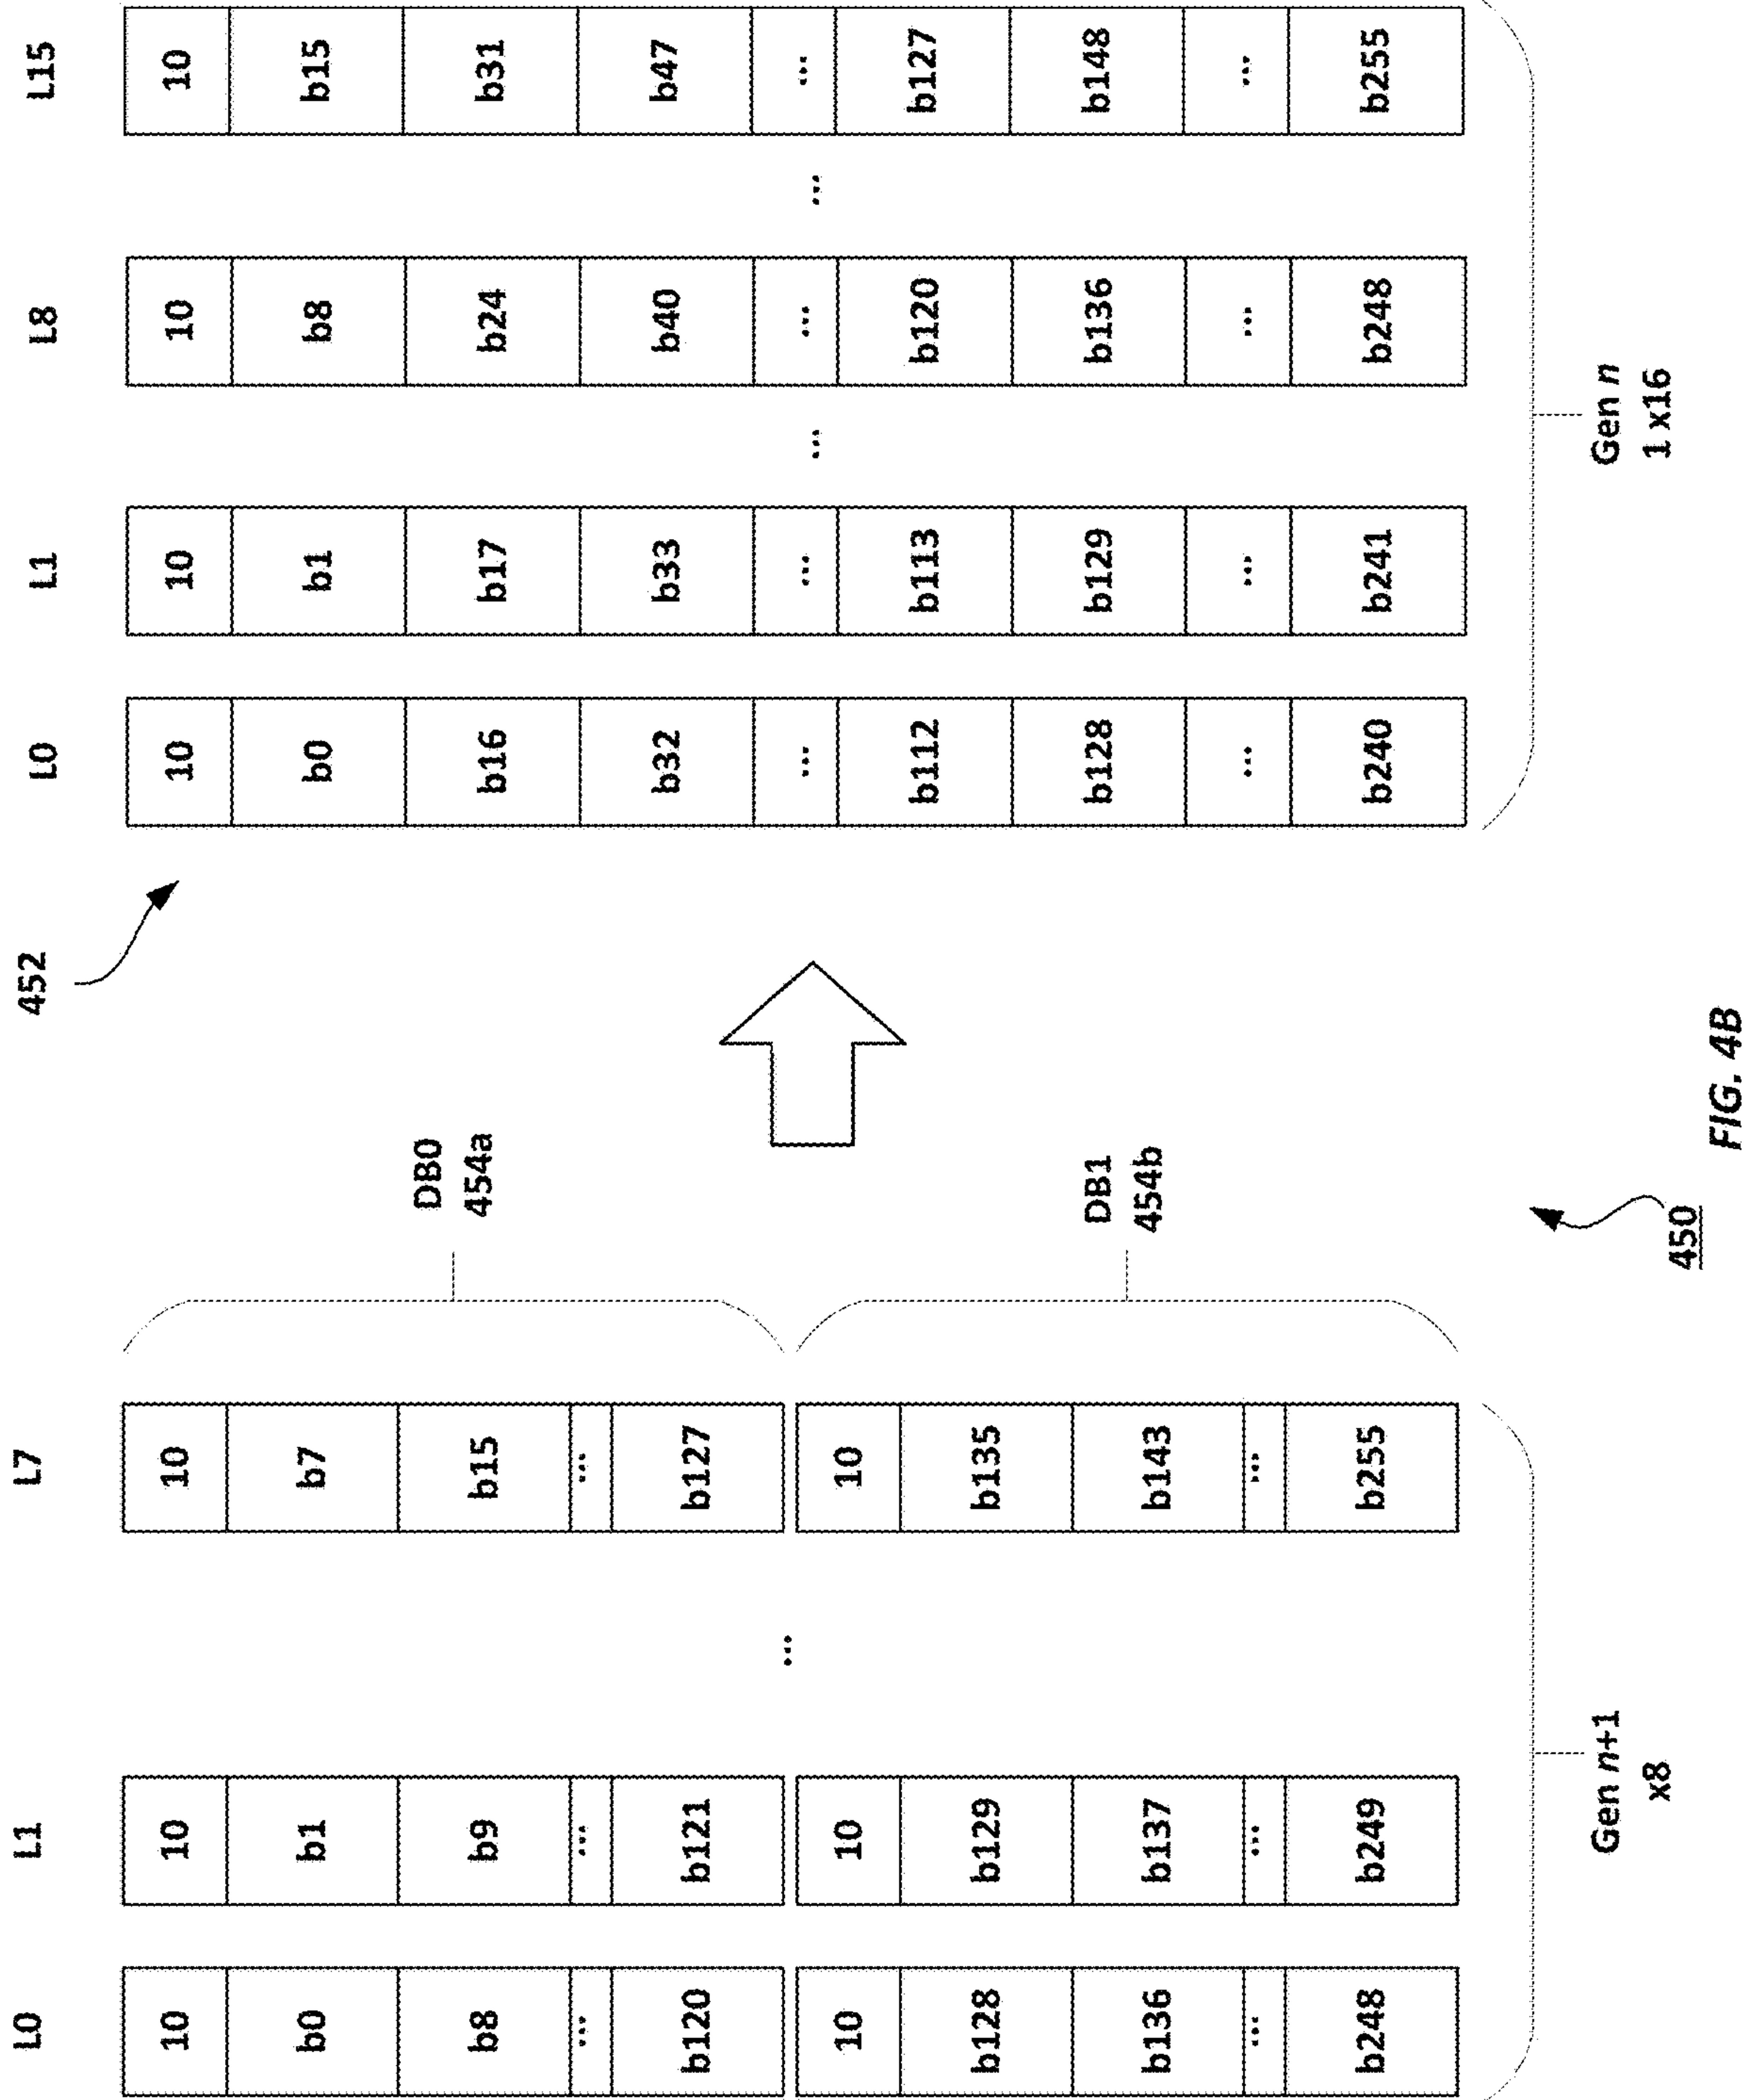 L0 L1 L7
10 10 10
b0 b1 b7
b8 b9 b15
... ... ...
b120 b121 b127
10 10 10
b128 b129 b135
b136 b137 b143
... ... ...
b248 b249 b255
...
DB0
454a
DB1
454b
Gen n+1
x8
452
L0 L1 L8 L15
10 10 10 10
b0 b1 b8 b15
b16 b17 b24 b31
b32 b33 b40 b47
... ... ... ... ... ...
b112 b113 b120 b127
b128 b129 b136 b148
... ... ... ...
b240 b241 b248 b255
Gen n
1 x16
450
FIG. 4B